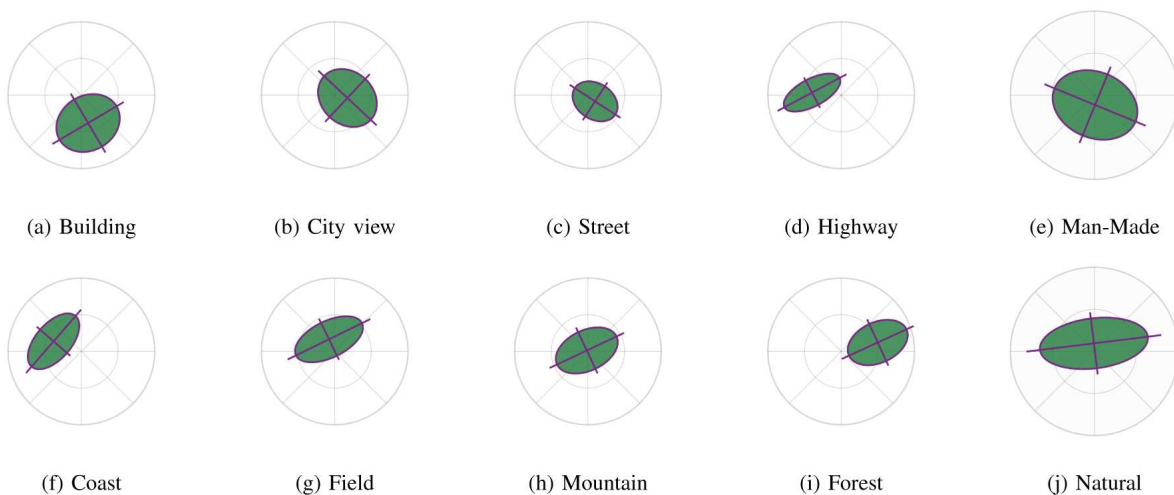 (a) Building (b) City view (c) Street (d) Highway (e) Man-Made
(f) Coast (g) Field (h) Mountain (i) Forest (j) Natural